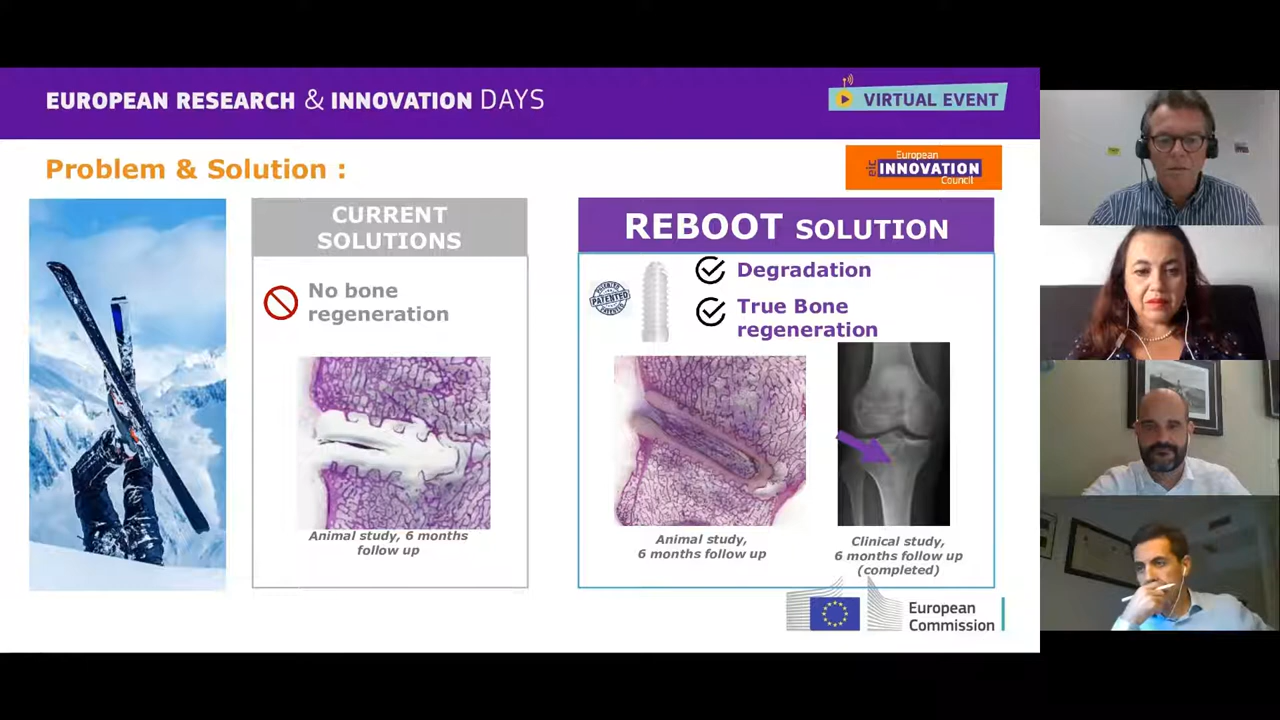 EUROPEAN RESEARCH & INNOVATION DAYS
VIRTUAL EVENT
Problem & Solution :
eic
European
INNOVATION
Council
CURRENT
SOLUTIONS
No bone
regeneration
Animal study, 6 months
follow up
REBOOT SOLUTION
PATENTED
Degradation
True Bone
regeneration
Animal study,
6 months follow up
Clinical study,
6 months follow up
(completed)
European
Commission